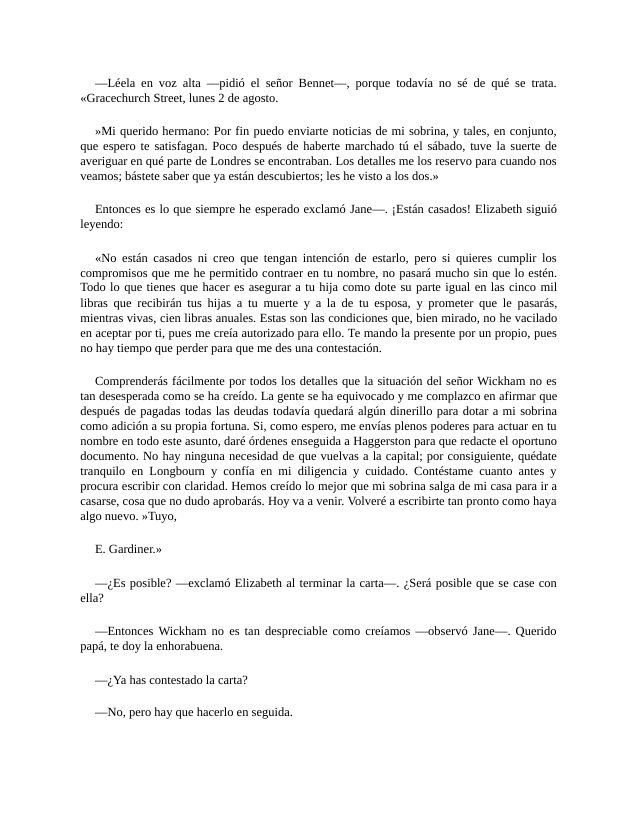 —Léela en voz alta —pidió el señor Bennet—, porque todavía no sé de qué se trata.
«Gracechurch Street, lunes 2 de agosto.
»Mi querido hermano: Por fin puedo enviarte noticias de mi sobrina, y tales, en conjunto,
que espero te satisfagan. Poco después de haberte marchado tú el sábado, tuve la suerte de
averiguar en qué parte de Londres se encontraban. Los detalles me los reservo para cuando nos
veamos; bástete saber que ya están descubiertos; les he visto a los dos.»
Entonces es lo que siempre he esperado exclamó Jane—. ¡Están casados! Elizabeth siguió
leyendo:
«No están casados ni creo que tengan intención de estarlo, pero si quieres cumplir los
compromisos que me he permitido contraer en tu nombre, no pasará mucho sin que lo estén.
Todo lo que tienes que hacer es asegurar a tu hija como dote su parte igual en las cinco mil
libras que recibirán tus hijas a tu muerte y a la de tu esposa, y prometer que le pasarás,
mientras vivas, cien libras anuales. Estas son las condiciones que, bien mirado, no he vacilado
en aceptar por ti, pues me creía autorizado para ello. Te mando la presente por un propio, pues
no hay tiempo que perder para que me des una contestación.
Comprenderás fácilmente por todos los detalles que la situación del señor Wickham no es
tan desesperada como se ha creído. La gente se ha equivocado y me complazco en afirmar que
después de pagadas todas las deudas todavía quedará algún dinerillo para dotar a mi sobrina
como adición a su propia fortuna. Si, como espero, me envías plenos poderes para actuar en tu
nombre en todo este asunto, daré órdenes enseguida a Haggerston para que redacte el oportuno
documento. No hay ninguna necesidad de que vuelvas a la capital; por consiguiente, quédate
tranquilo en Longbourn y confía en mi diligencia y cuidado. Contéstame cuanto antes y
procura escribir con claridad. Hemos creído lo mejor que mi sobrina salga de mi casa para ir a
casarse, cosa que no dudo aprobarás. Hoy va a venir. Volveré a escribirte tan pronto como haya
algo nuevo. »Tuyo,
E. Gardiner.»
—¿Es posible? —exclamó Elizabeth al terminar la carta—. ¿Será posible que se case con
ella?
—Entonces Wickham no es tan despreciable como creíamos —observó Jane—. Querido
papá, te doy la enhorabuena.
—¿Ya has contestado la carta?
—No, pero hay que hacerlo en seguida.